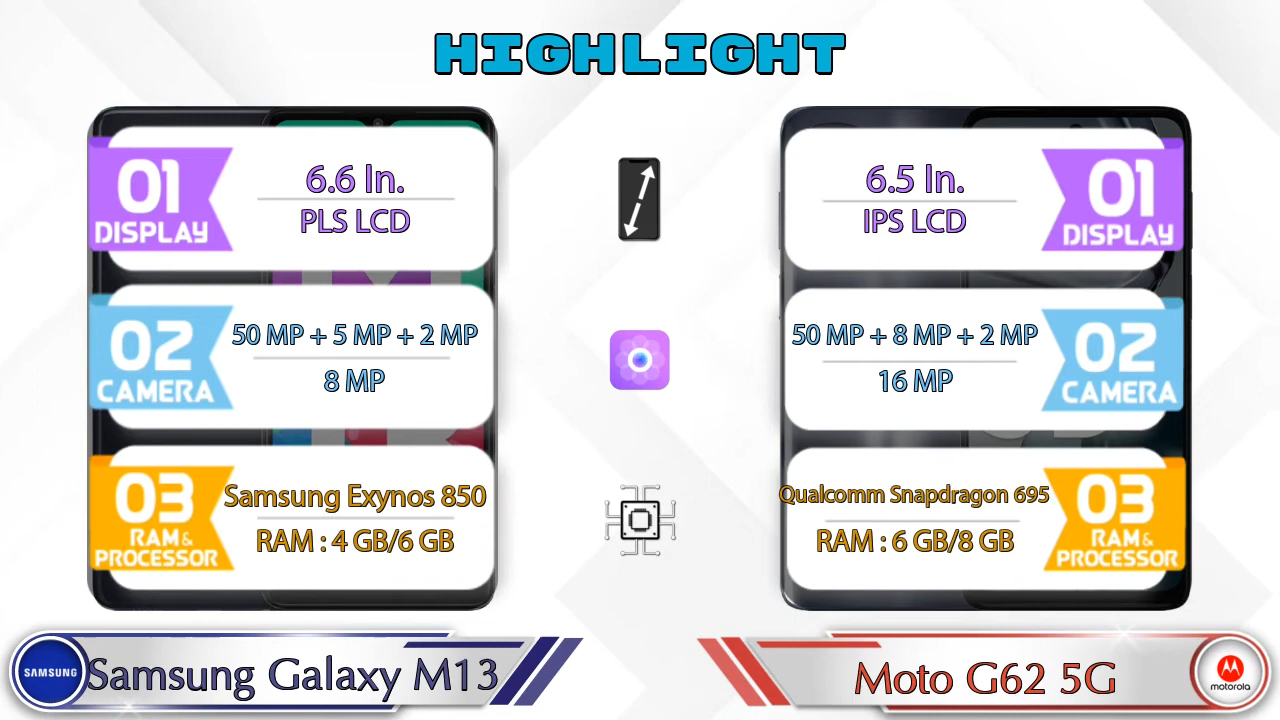 HIGHLIGHT
01
DISPLAY
6.6 In.
PLS LCD
02
CAMERA
50 MP + 5 MP + 2 MP
8 MP
03
RAM&
PROCESSOR
Samsung Exynos 850
RAM : 4 GB/6 GB
6.5 In.
IPS LCD
01
DISPLAY
50 MP + 8 MP + 2 MP
16 MP
02
CAMERA
Qualcomm Snapdragon 695
RAM : 6 GB/8 GB
03
RAM&
PROCESSOR
SAMSUNG
Samsung Galaxy M13
Moto G62 5G
motorola